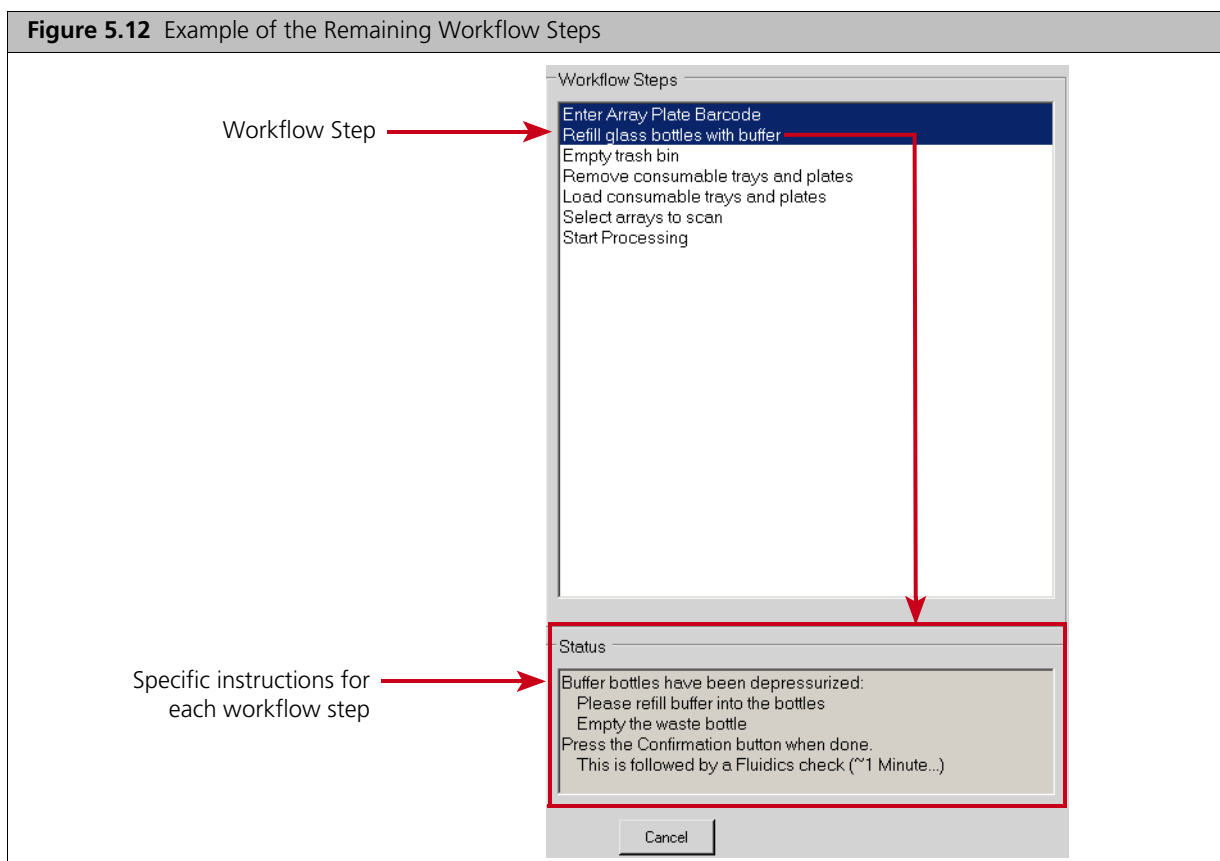 Figure 5.12 Example of the Remaining Workflow Steps
Workflow Steps
Workflow Step
Enter Array Plate Barcode
Refill glass bottles with buffer
Empty trash bin
Remove consumable trays and plates
Load consumable trays and plates
Select arrays to scan
Start Processing
Status
Specific instructions for
each workflow step
Buffer bottles have been depressurized:
Please refill buffer into the bottles
Empty the waste bottle
Press the Confirmation button when done.
This is followed by a Fluidics check (~1 Minute...)
Cancel